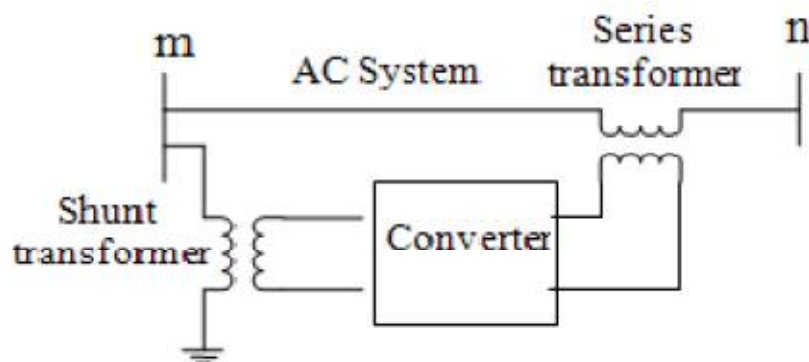 m
n
Series
transformer
AC System
Shunt
transformer
Converter